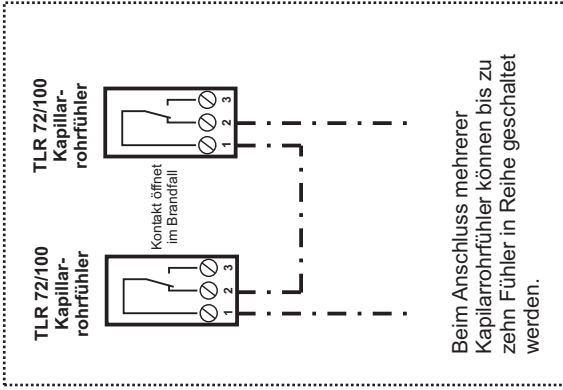 TLR 72/100
Kapillar-
rohrfühler
1
2
3
Kontakt öffnet
im Brandfall
TLR 72/100
Kapillar-
rohrfühler
1
2
3
Beim Anschluss mehrerer
Kapilarrohrfühler können bis zu
zehn Fühler in Reihe geschaltet
werden.